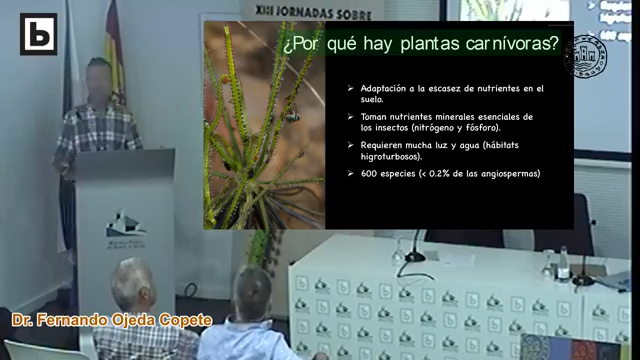 b
XIII JORNADAS SOBRE
¿Por qué hay plantas carnívoras?
➢ Adaptación a la escasez de nutrientes en el
suelo.
➢ Toman nutrientes minerales esenciales de
los insectos (nitrógeno y fósforo).
➢ Requieren mucha luz y agua (hábitats
higroturbosos).
➢ 600 especies (< 0.2% de las angiospermas)
Dr. Fernando Ojeda Copete